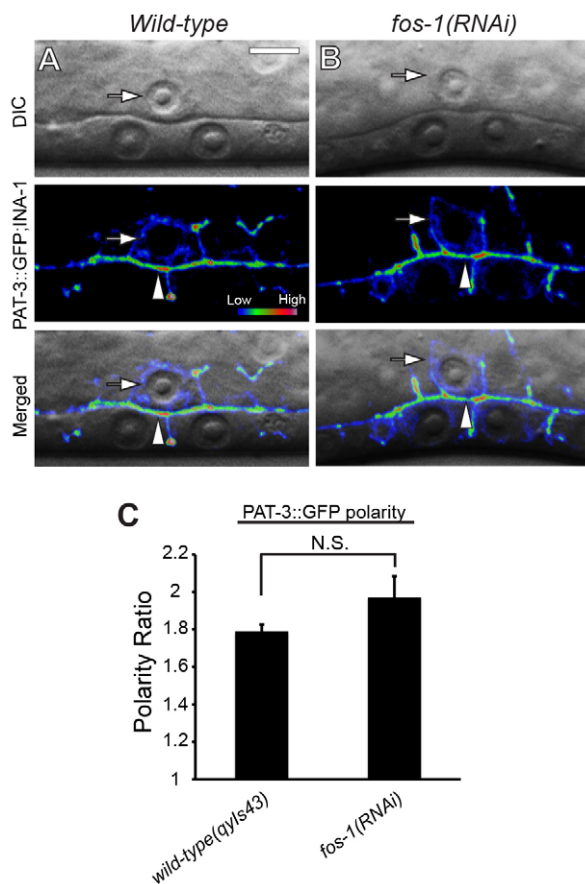 Wild-type
fos-1(RNAi)
A
B
DIC
PAT-3::GFP;INA-1
Low
High
Merged
C
PAT-3::GFP polarity
N.S.
Polarity Ratio
2.2
2
1.8
1.6
1.4
1.2
1
wild-type(qyIs43)
fos-1(RNAi)